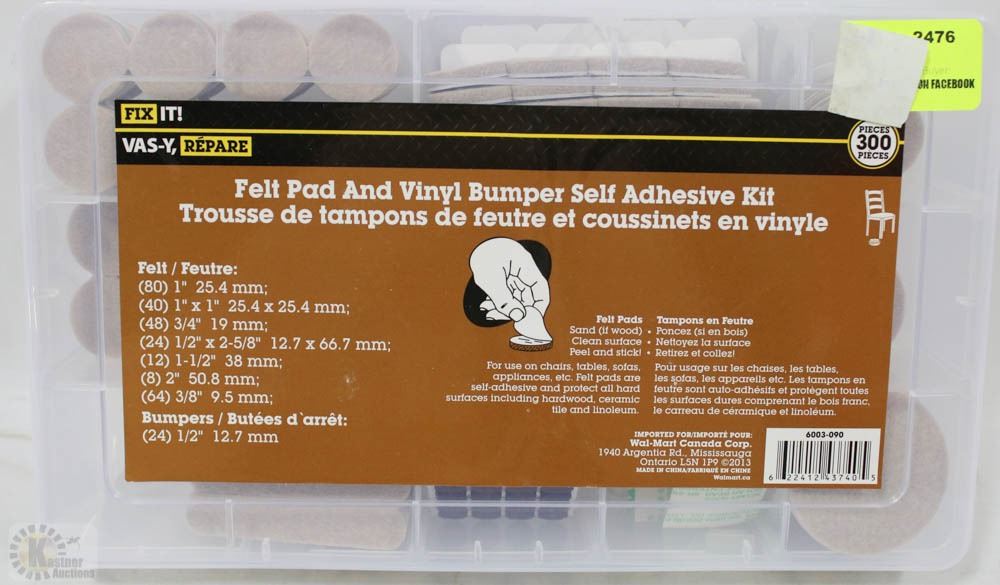 2476
Buyer:
OH FACEBOOK
FIX IT!
VAS-Y, RÉPARE
PIECES
300
PIÈCES
Felt Pad And Vinyl Bumper Self Adhesive Kit
Trousse de tampons de feutre et coussinets en vinyle
Felt / Feutre:
(80) 1" 25.4 mm;
(40) 1" x 1" 25.4 x 25.4 mm;
(48) 3/4" 19 mm;
(24) 1/2" x 2-5/8" 12.7 x 66.7 mm;
(12) 1-1/2" 38 mm;
(8) 2" 50.8 mm;
(64) 3/8" 9.5 mm;
Bumpers / Butées d'arrêt:
(24) 1/2" 12.7 mm
Felt Pads
Sand (if wood) •
Clean surface •
Peel and stick! •
For use on chairs, tables, sofas,
appliances, etc. Felt pads are
self-adhesive and protect all hard
surfaces including hardwood, ceramic
tile and linoleum.
Tampons en Feutre
Poncez (si en bois)
Nettoyez la surface
Retirez et collez!
Pour usage sur les chaises, les tables,
les sofas, les appareils etc. Les tampons en
feutre sont auto-adhésifs et protègent toutes
les surfaces dures comprenant le bois franc,
le carreau de céramique et linoléum.
IMPORTED FOR/IMPORTÉ POUR:
Wal-Mart Canada Corp.
1940 Argentia Rd., Mississauga
Ontario L5N 1P9 ©2013
MADE IN CHINA/FABRIQUÉ EN CHINE
Walmart.ca
6003-090
6 22412 43740 5
Kastner
Auctions